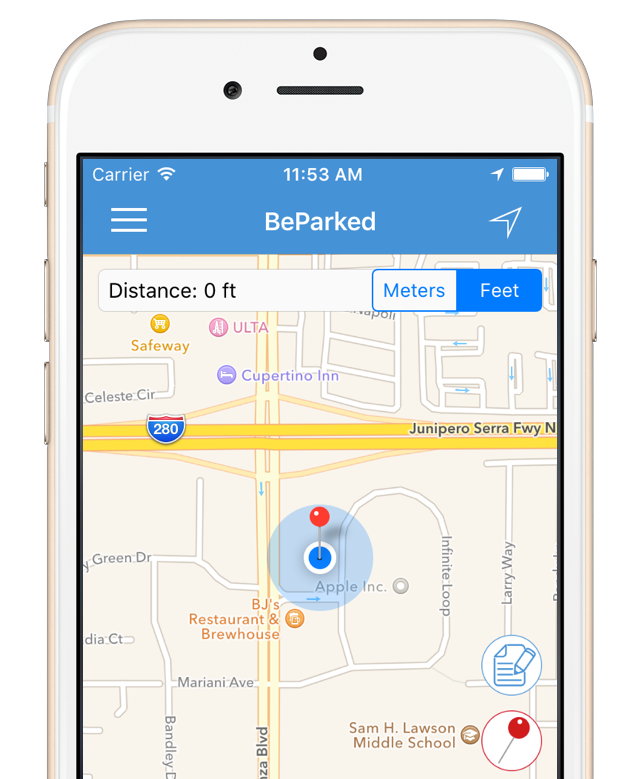 Carrier
11:53 AM
BeParked
Distance: 0 ft
Meters
Feet
Napoli
Safeway
ULTA
Cupertino Inn
Celeste Cir
280
Junipero Serra Fwy N
y Green Dr
Apple Inc.
Infinite Loop
Larry Way
BJ's
Restaurant &
Brewhouse
dia Ct
Mariani Ave
Bandley D
nza Blvd
Sam H. Lawson
Middle School